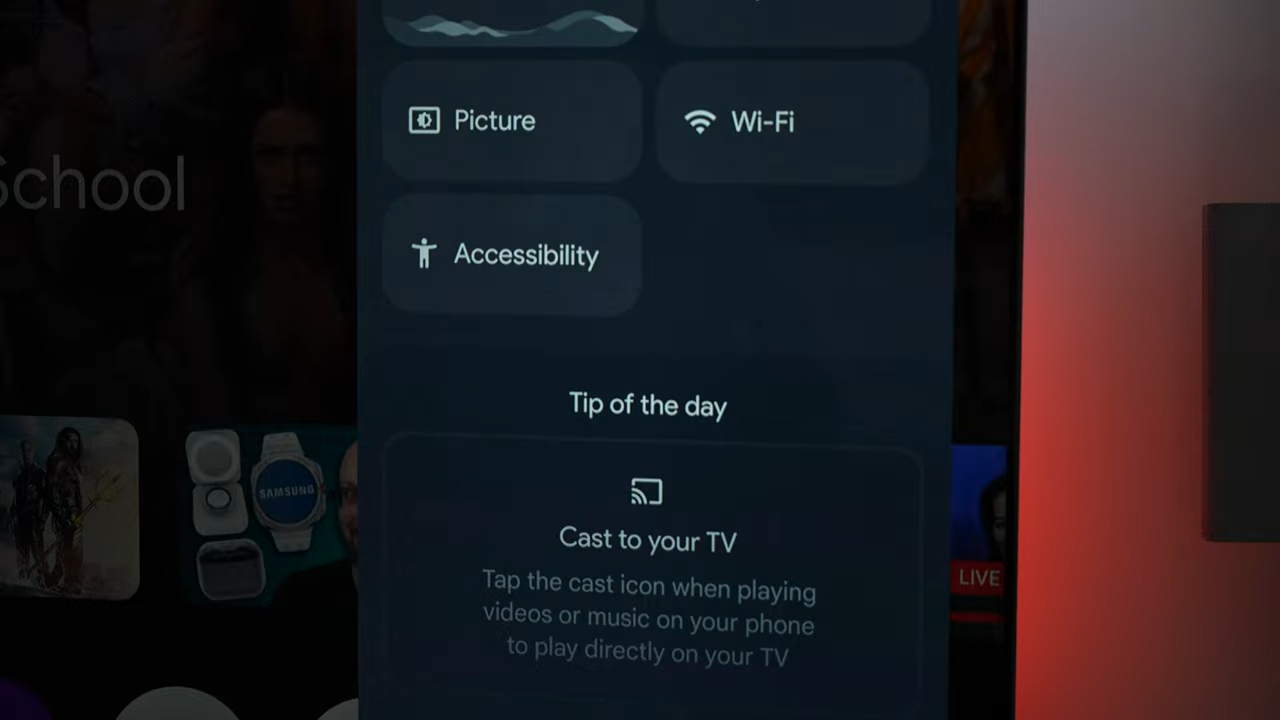 Picture
Wi-Fi
School
Accessibility
Tip of the day
SAMSUNG
Cast to your TV
Tap the cast icon when playing
videos or music on your phone
to play directly on your TV
LIVE